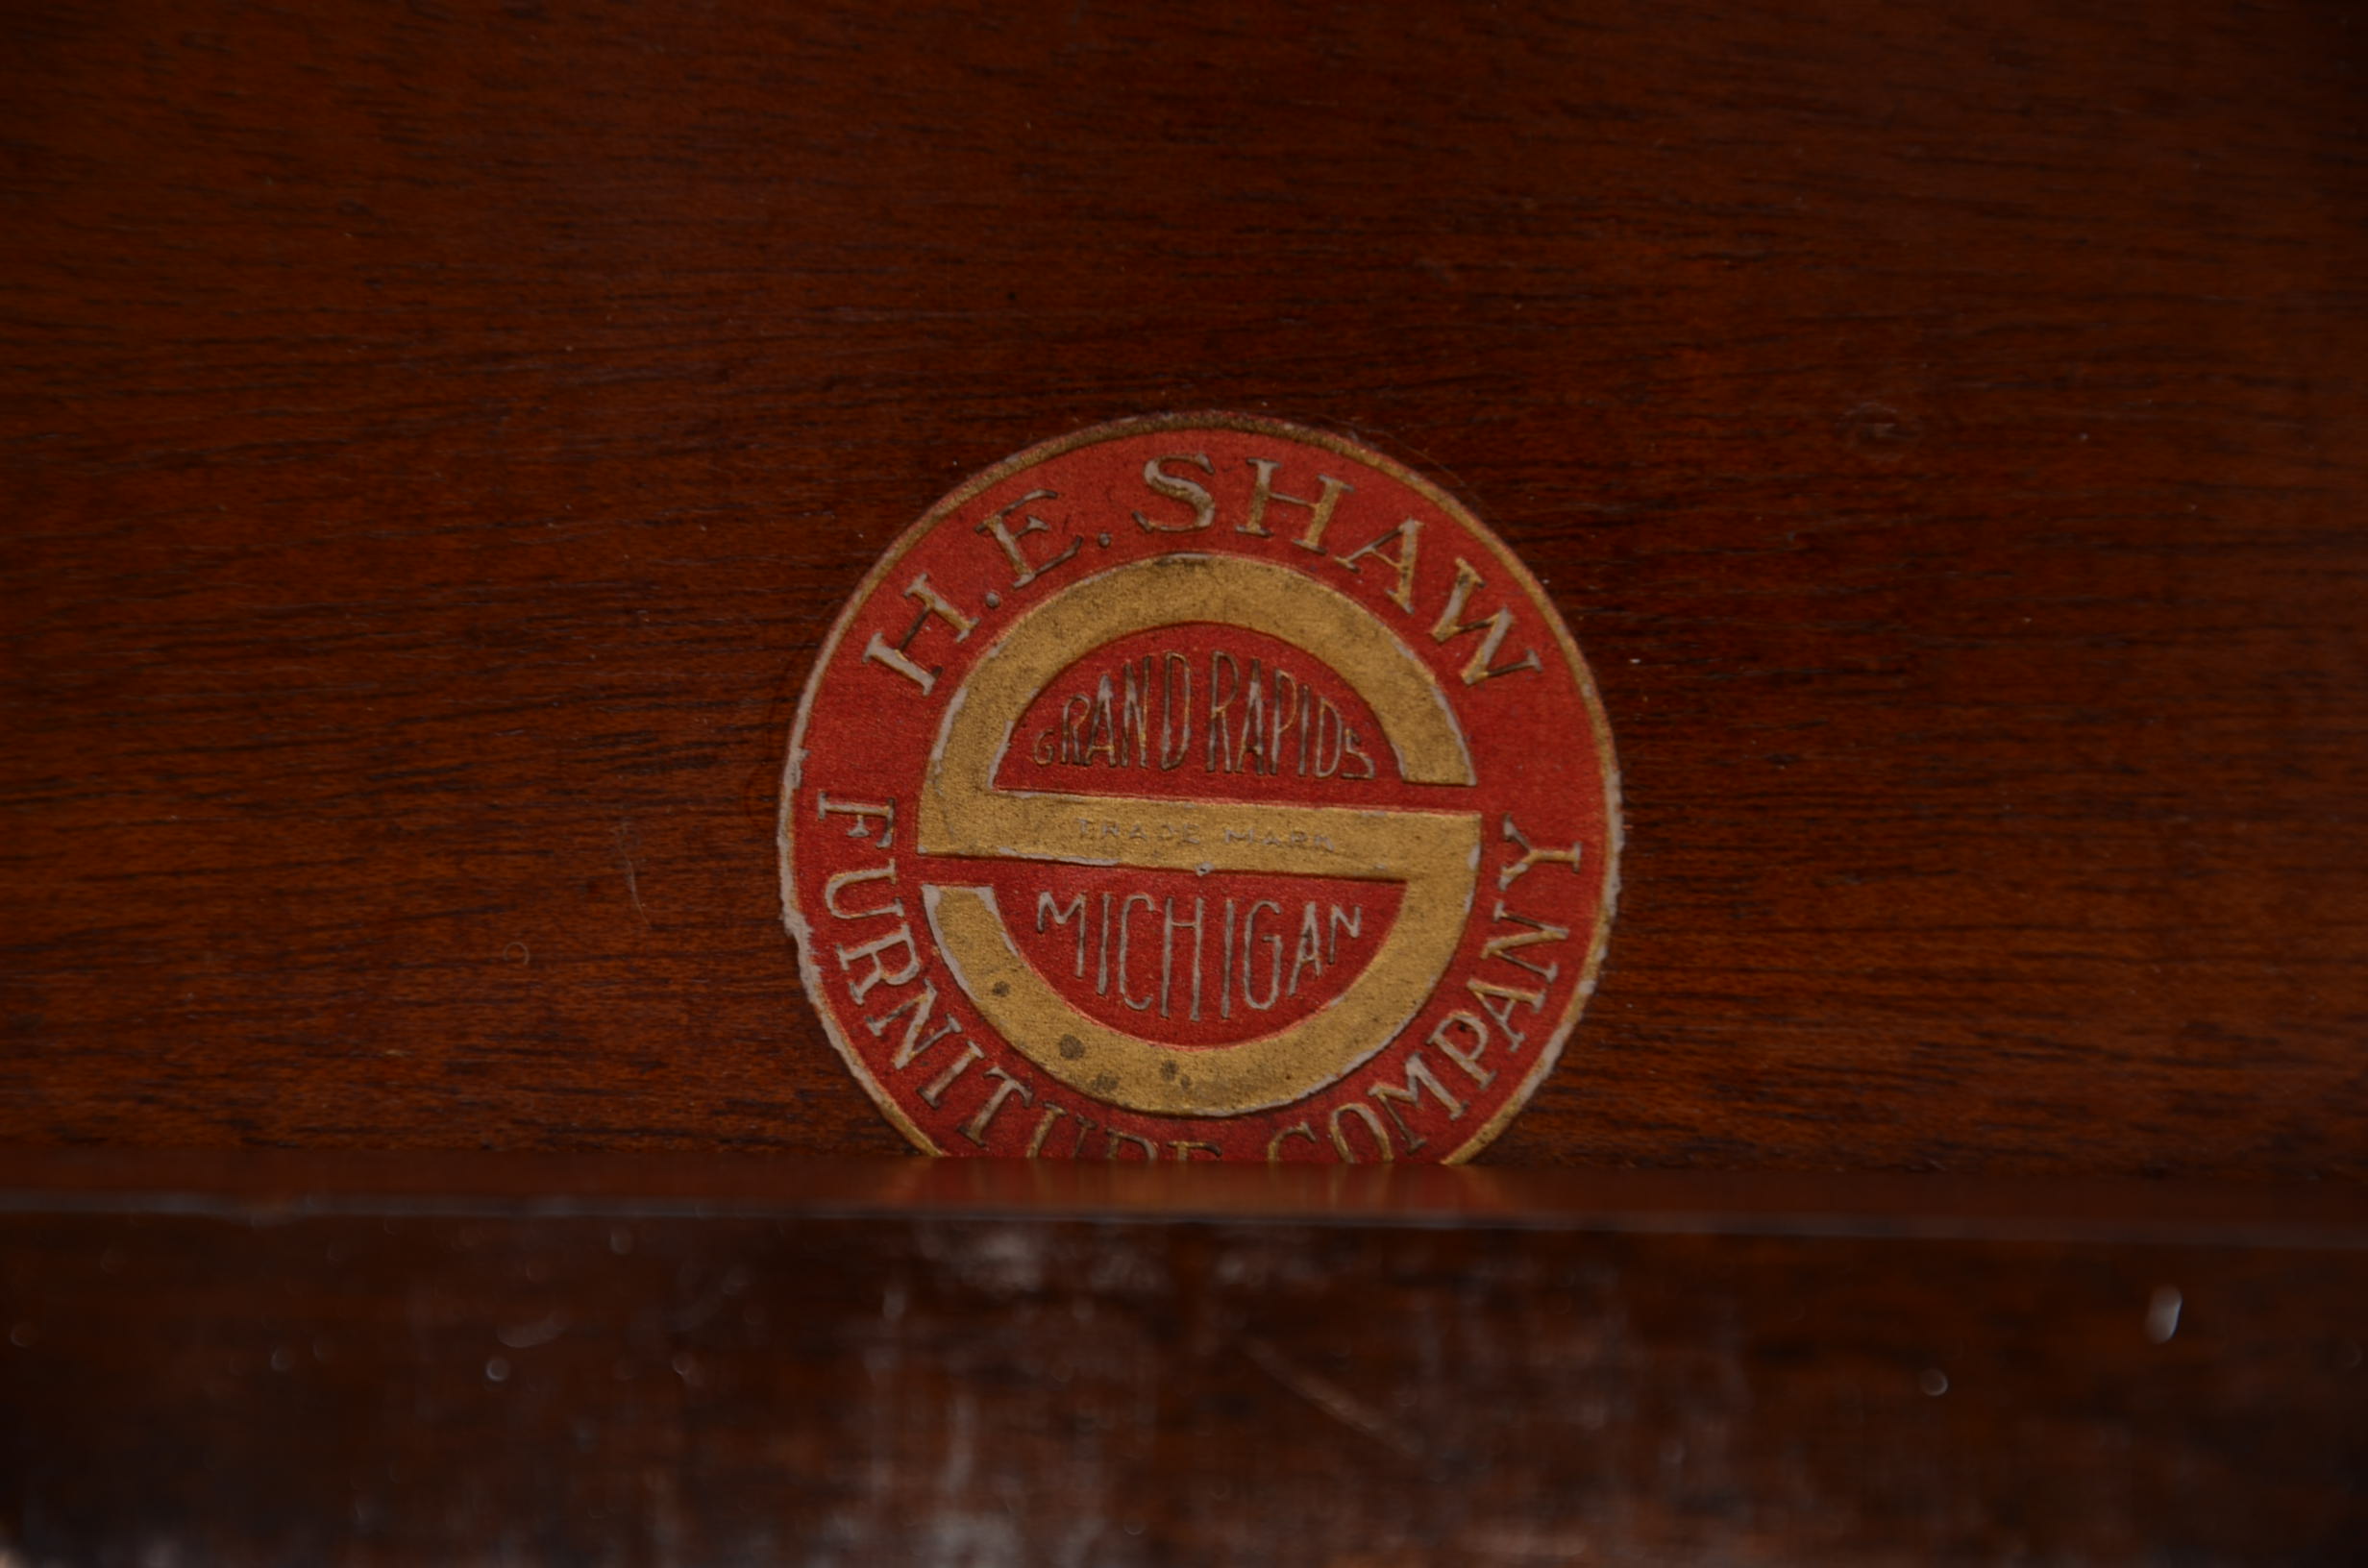 H.E.SHAW
GRAND RAPIDS
TRADE MARK
MICHIGAN
FURNITURE COMPANY